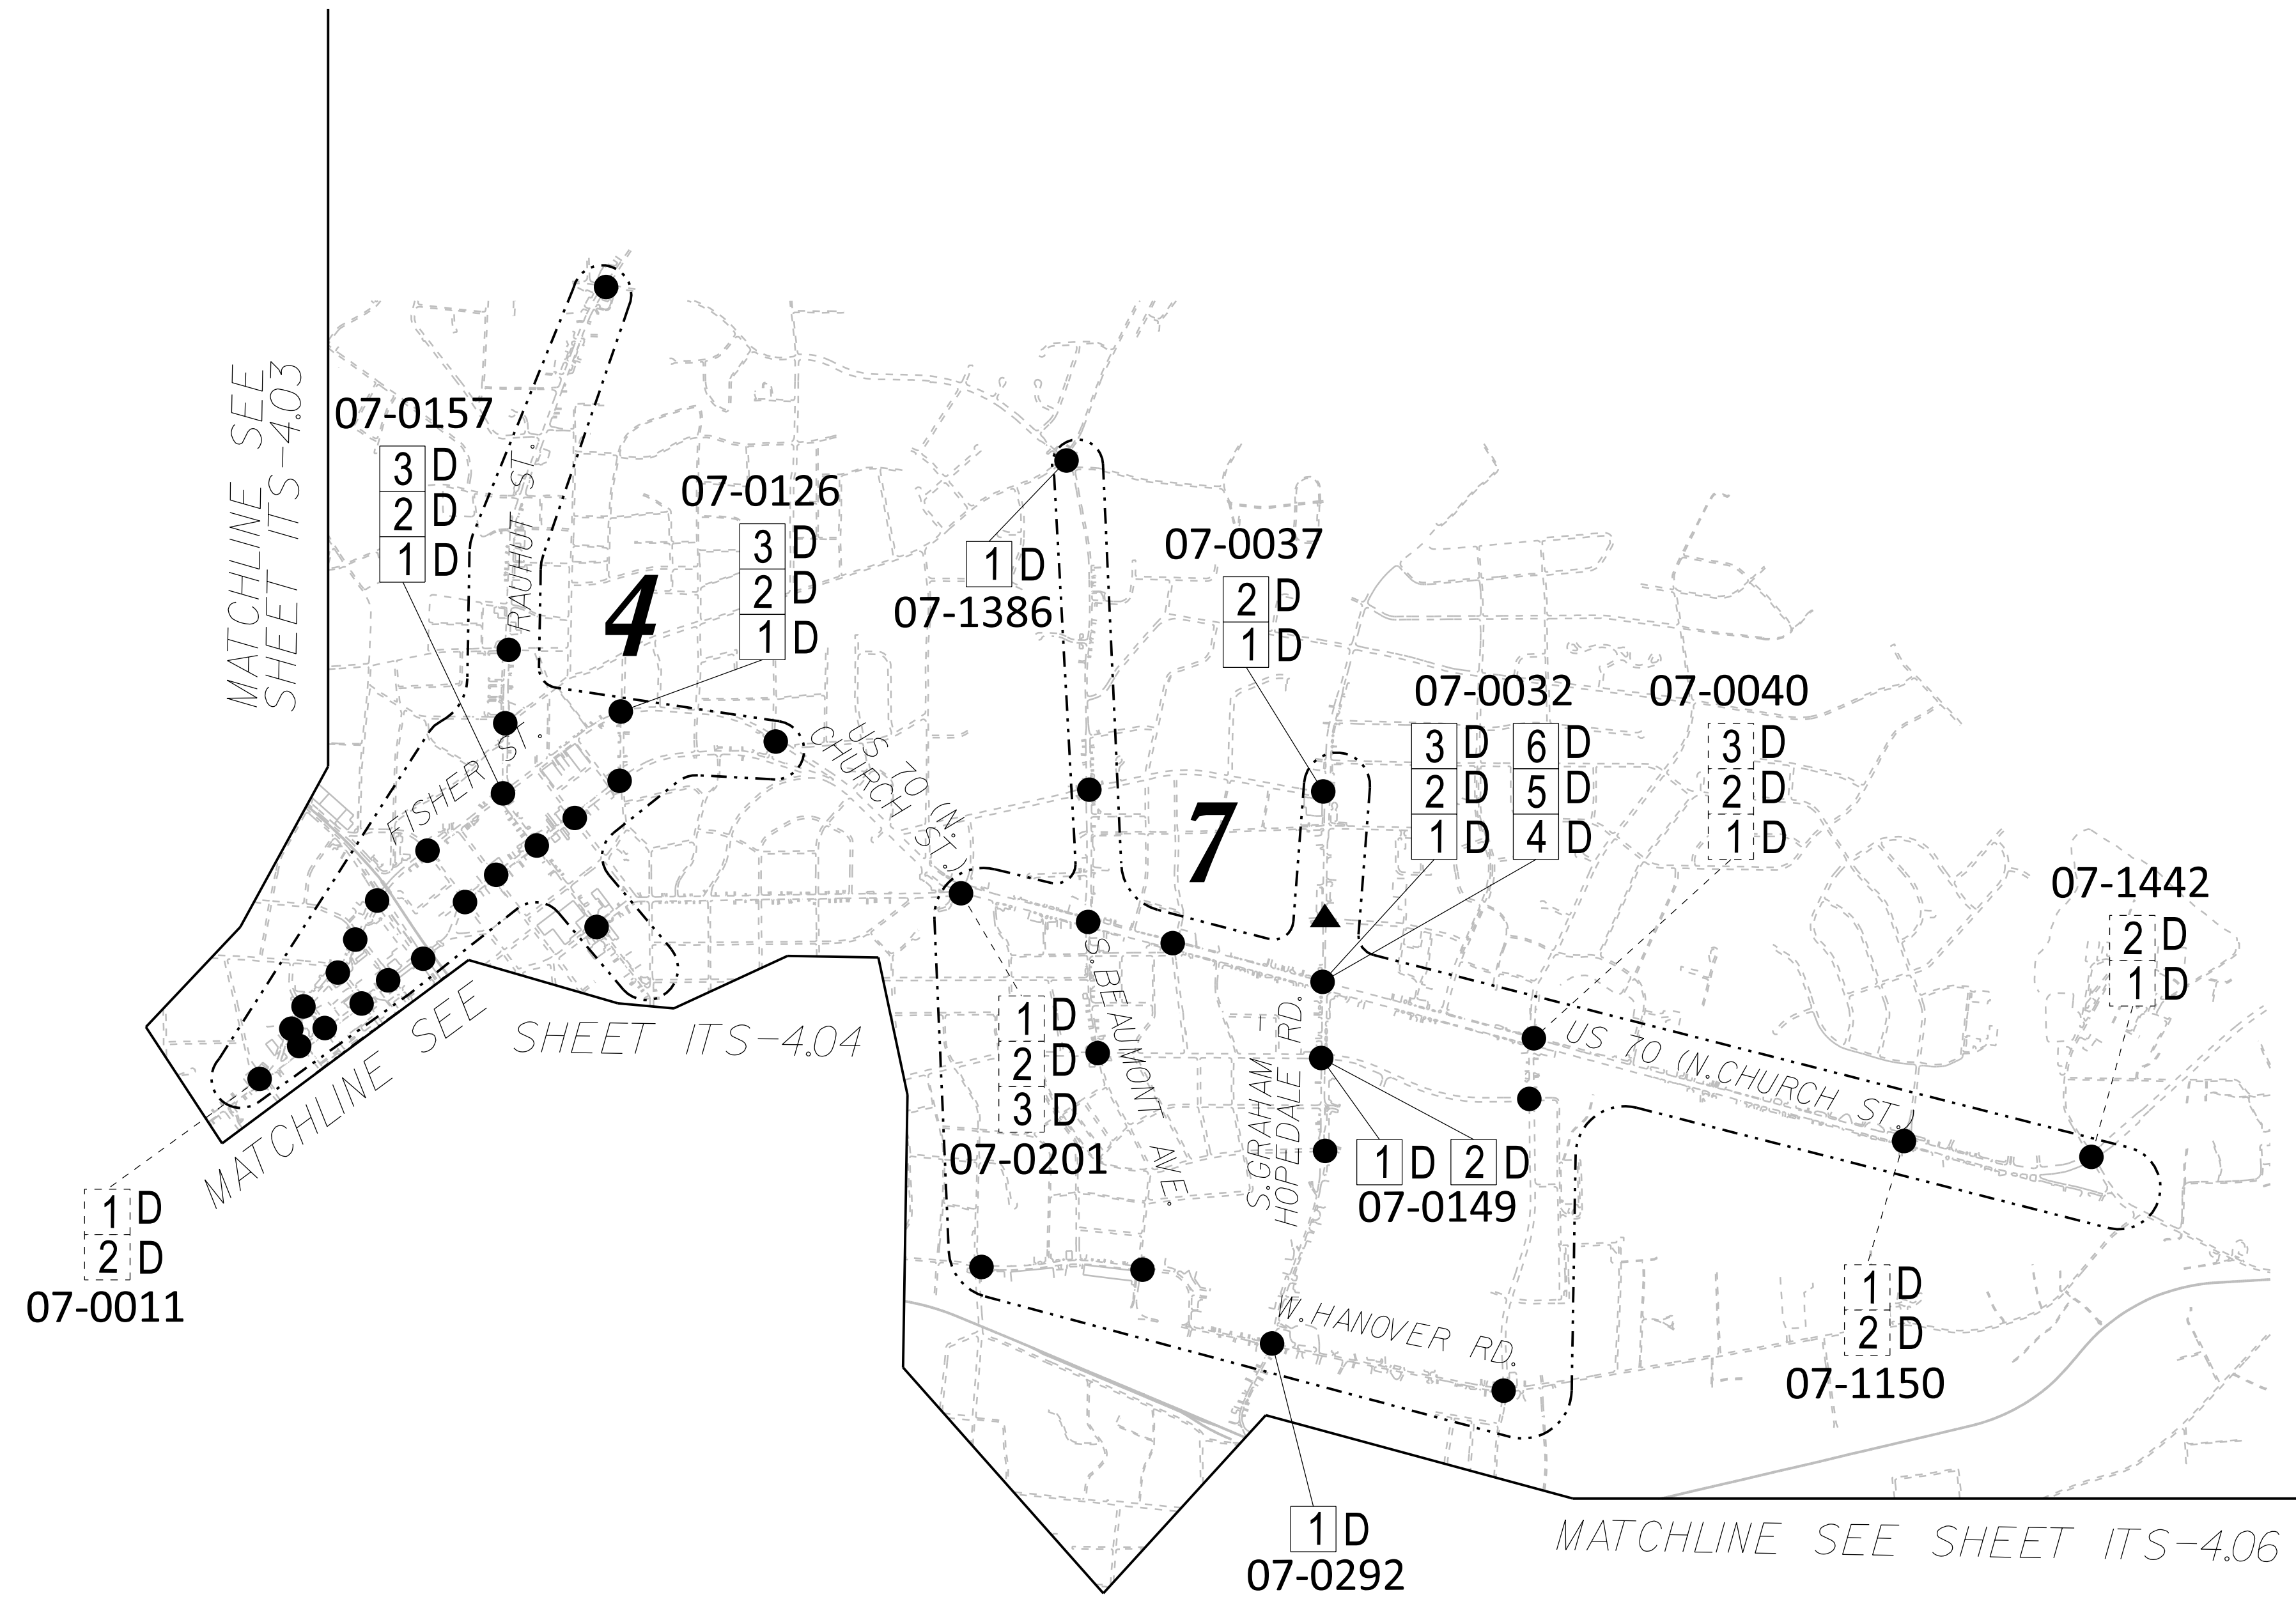 MATCHLINE SEE
SHEET ITS-4.03
07-0157
3 D
2 D
1 D
RAUHUT ST.
4
07-0126
3 D
2 D
1 D
FISHER ST.
US 70 (N.
CHURCH ST.)
1 D
07-1386
07-0037
2 D
1 D
7
07-0032
3 D 6 D
2 D 5 D
1 D 4 D
07-0040
3 D
2 D
1 D
07-1442
2 D
1 D
US 70 (N.CHURCH ST.)
S. BEAUMONT AVE.
S.GRAHAM-
HOPEDALE RD.
1 D
2 D
3 D
07-0201
1 D 2 D
07-0149
MATCHLINE SEE
SHEET ITS-4.04
1 D
2 D
07-0011
W.HANOVER RD.
1 D
2 D
07-1150
1 D
07-0292
MATCHLINE SEE SHEET ITS-4.06